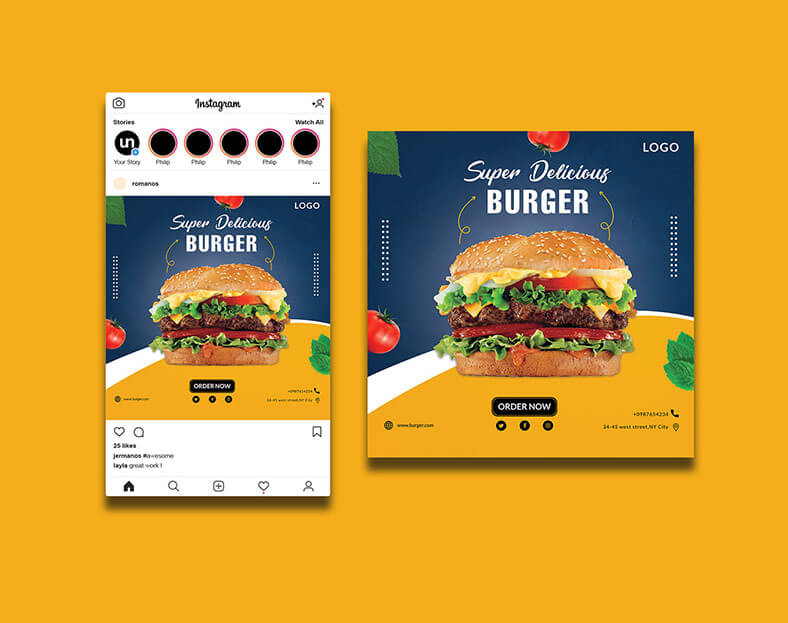 Instagram
Stories
Watch All
un
Your Story
Philip
Philip
Philip
Philip
Philip
romanos
LOGO
Super Delicious
BURGER
ORDER NOW
www.burger.com
+0987654234
34-45 west street,NY City
25 likes
jermanos #awesome
layla great work !
LOGO
Super Delicious
BURGER
ORDER NOW
www.burger.com
+0987654234
34-45 west street,NY City